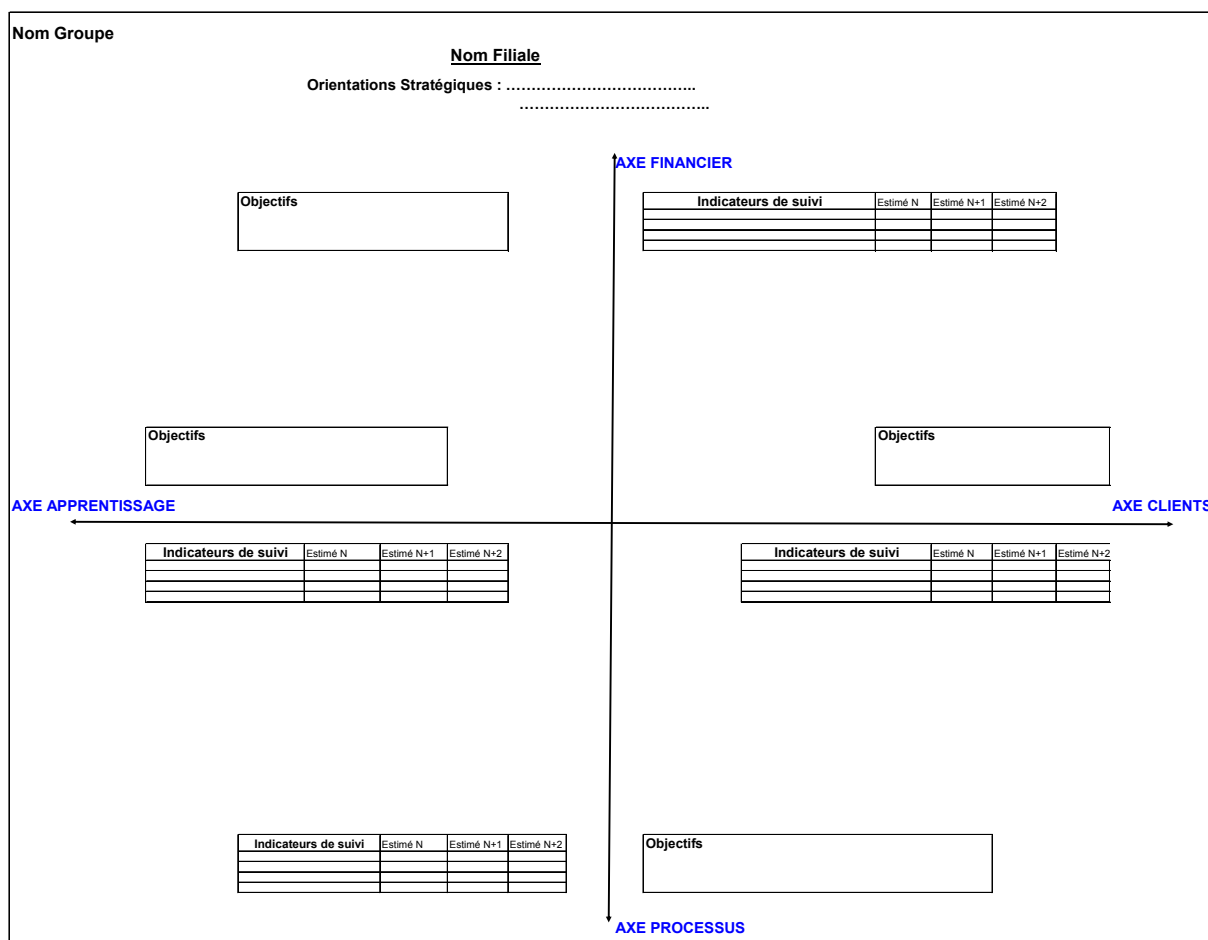 Nom Groupe
Nom Filiale
Orientations Stratégiques : ………………………………..
………………………………..
AXE FINANCIER
Objectifs
Indicateurs de suivi Estimé N Estimé N+1 Estimé N+2
Objectifs
Objectifs
AXE APPRENTISSAGE
AXE CLIENTS
Indicateurs de suivi Estimé N Estimé N+1 Estimé N+2
Indicateurs de suivi Estimé N Estimé N+1 Estimé N+2
Indicateurs de suivi Estimé N Estimé N+1 Estimé N+2
Objectifs
AXE PROCESSUS